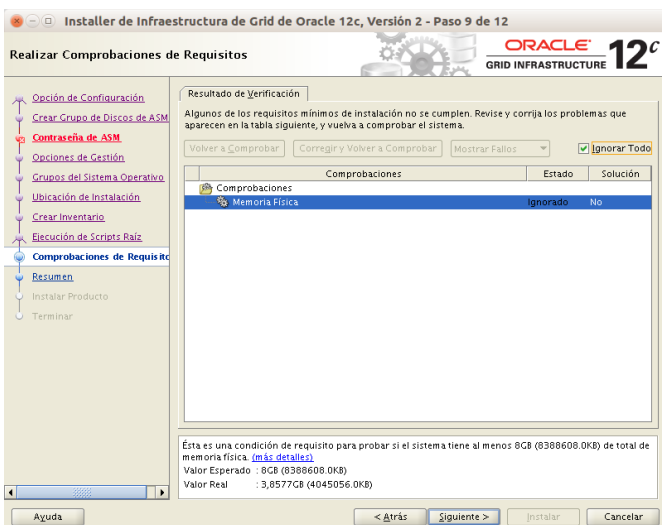 Installer de Infraestructura de Grid de Oracle 12c, Versión 2 - Paso 9 de 12
Realizar Comprobaciones de Requisitos
ORACLE
GRID INFRASTRUCTURE
12c
Opción de Configuración
Crear Grupo de Discos de ASM
Contraseña de ASM
Opciones de Gestión
Grupos del Sistema Operativo
Ubicación de Instalación
Crear Inventario
Ejecución de Scripts Raíz
Comprobaciones de Requisito
Resumen
Instalar Producto
Terminar
Resultado de Verificación
Algunos de los requisitos mínimos de instalación no se cumplen. Revise y corrija los problemas que
aparecen en la tabla siguiente, y vuelva a comprobar el sistema.
Volver a Comprobar Corregir y Volver a Comprobar Mostrar Fallos Ignorar Todo
Comprobaciones Estado Solución
Comprobaciones
Memoria Física Ignorado No
Ésta es una condición de requisito para probar si el sistema tiene al menos 8GB (8388608.0KB) de total de
memoria física. (más detalles)
Valor Esperado : 8GB (8388608.0KB)
Valor Real : 3,8577GB (4045056.0KB)
Ayuda < Atrás Siguiente > Instalar Cancelar